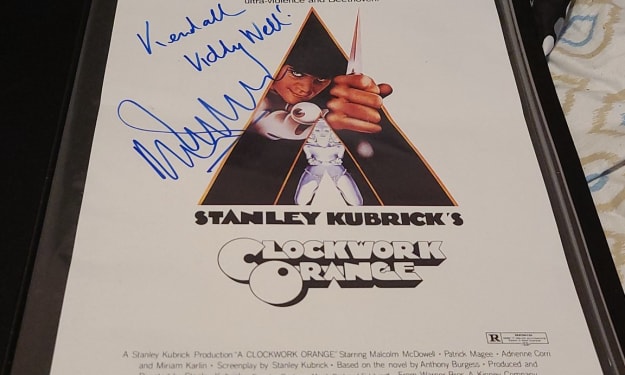 ultra-violence and Beethoven.
Kendall
Viddy Well!
STANLEY KUBRICK'S
CLOCKWORK
ORANGE
R
A Stanley Kubrick Production "A CLOCKWORK ORANGE" Starring Malcolm McDowell • Patrick Magee • Adrienne Corri
and Miriam Karlin • Screenplay by Stanley Kubrick • Based on the novel by Anthony Burgess • Produced and